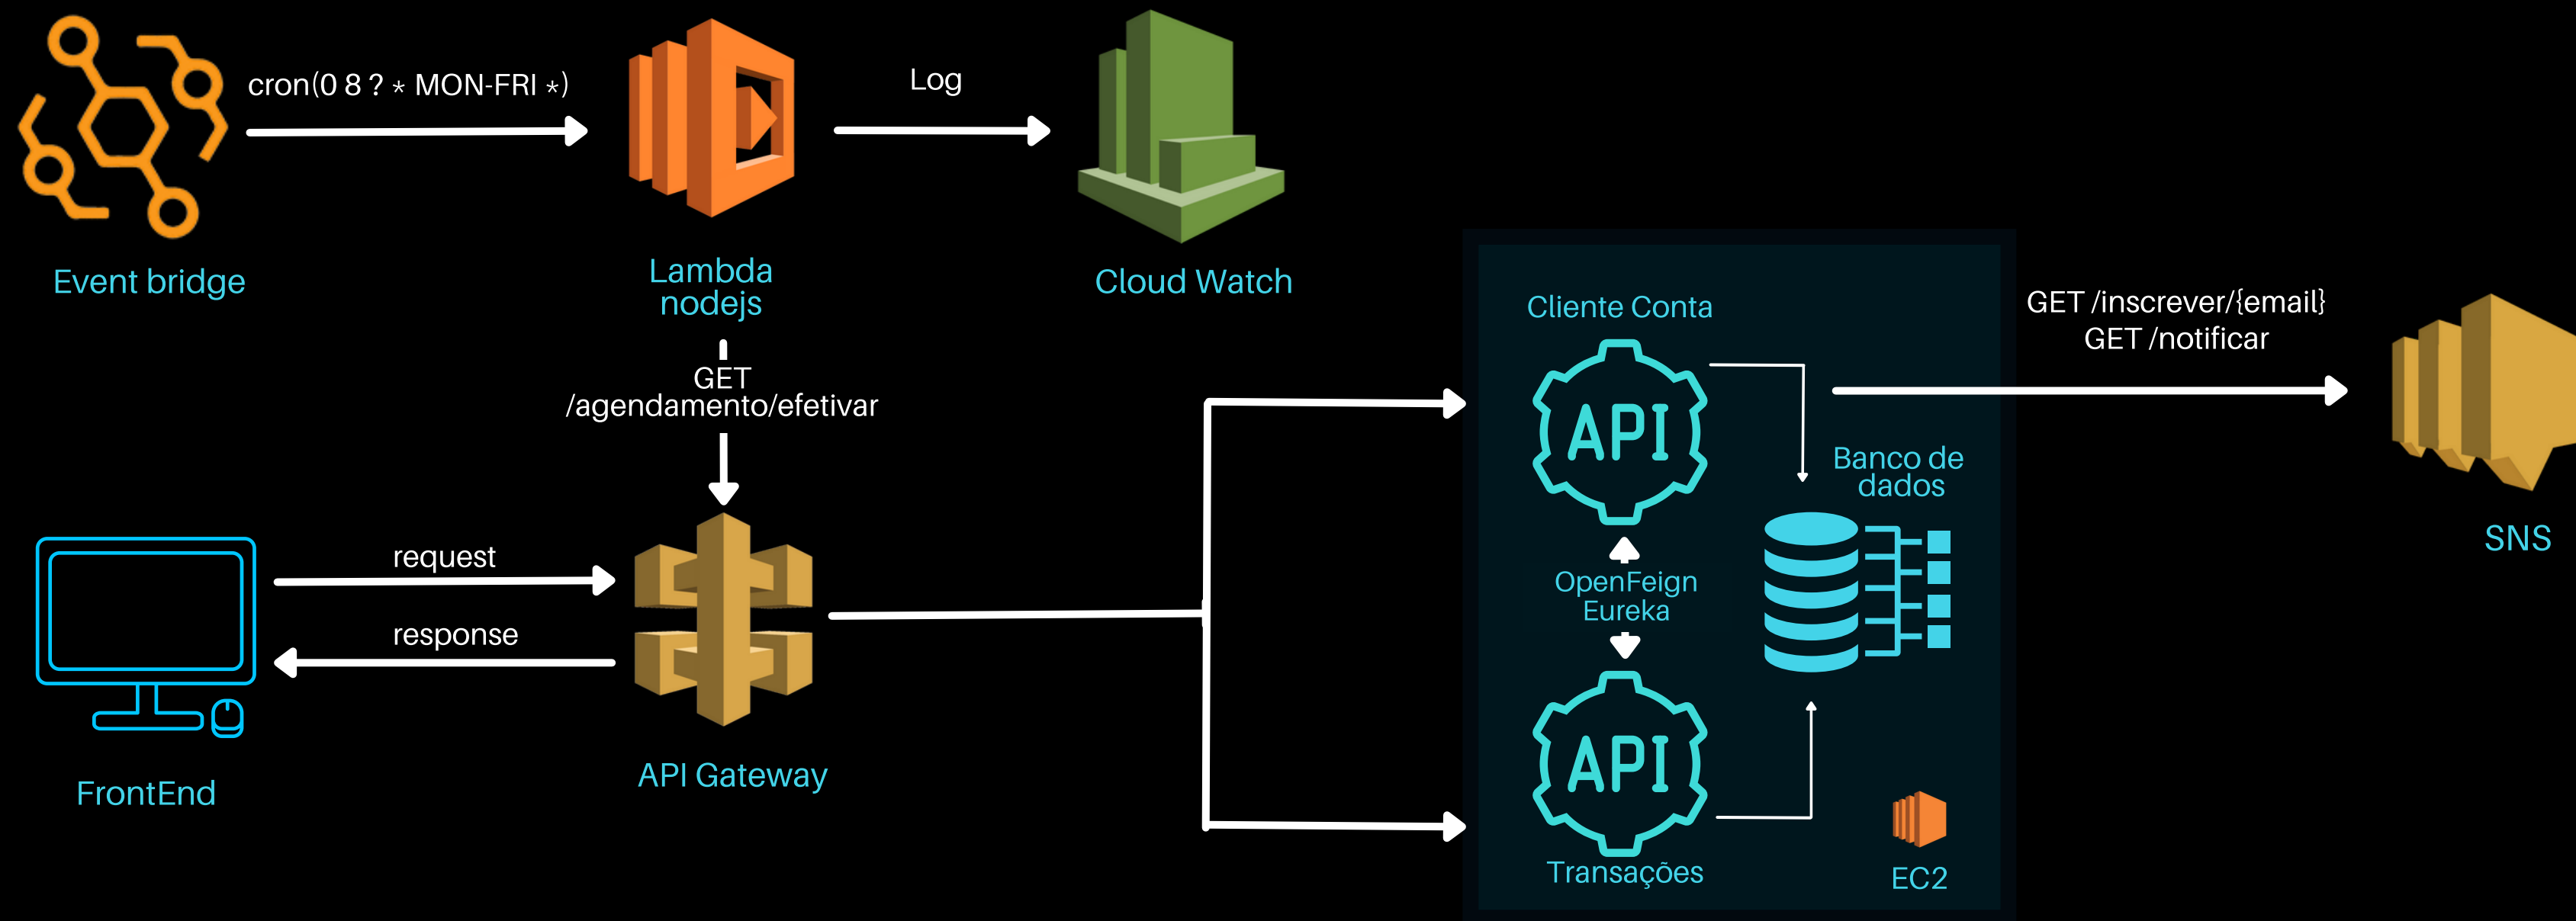 cron(0 8 ? * MON-FRI *)
Log
Event bridge
Lambda
nodejs
Cloud Watch
GET
/agendamento/efetivar
request
response
FrontEnd
API Gateway
Cliente Conta
API
OpenFeign
Eureka
API
Transações
Banco de
dados
EC2
GET /inscrever/{email}
GET /notificar
SNS